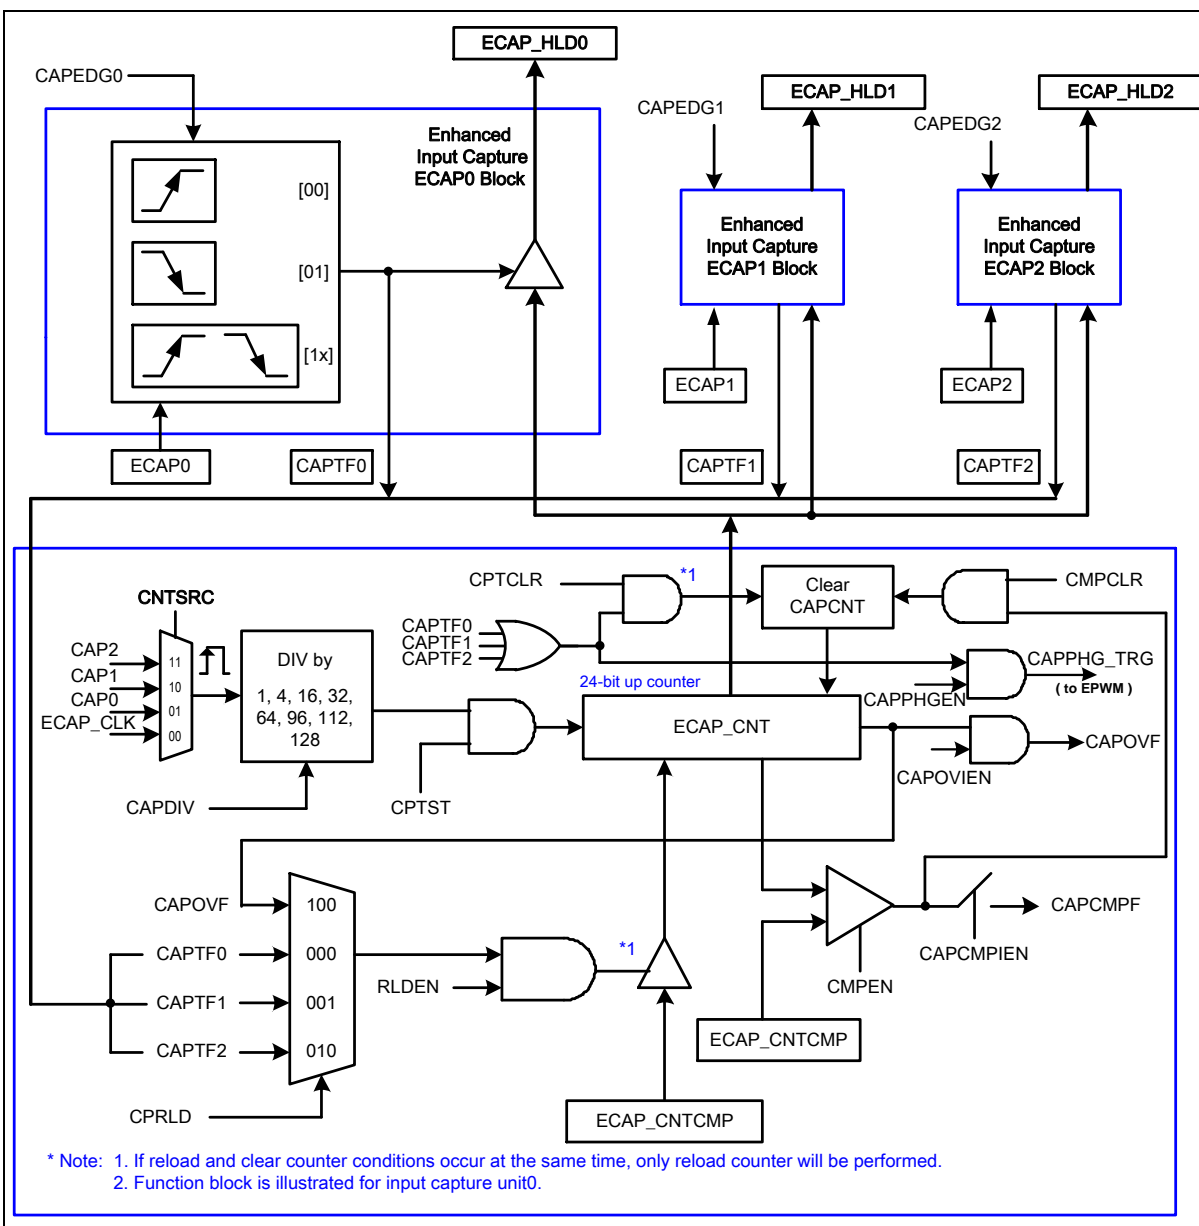 ECAP_HLD0
CAPEDG0
ECAP_HLD1
ECAP_HLD2
CAPEDG1
CAPEDG2
Enhanced
Input Capture
ECAP0 Block
[00]
[01]
[1x]
Enhanced
Input Capture
ECAP1 Block
Enhanced
Input Capture
ECAP2 Block
ECAP1
ECAP2
ECAP0
CAPTF0
CAPTF1
CAPTF2
CPTCLR
*1
Clear
CAPCNT
CMPCLR
CNTSRC
CAPTF0
CAPTF1
CAPTF2
CAP2
CAP1
CAP0
ECAP_CLK
11
10
01
00
DIV by
1, 4, 16, 32,
64, 96, 112,
128
24-bit up counter
ECAP_CNT
CAPPHGEN
CAPPHG_TRG
( to EPWM )
CAPOVF
CAPOVIEN
CAPDIV
CPTST
CAPOVF
100
CAPTF0
000
CAPTF1
001
CAPTF2
010
RLDEN
*1
CAPCMPF
CAPCMPIEN
CMPEN
ECAP_CNTCMP
CPRLD
ECAP_CNTCMP
* Note: 1. If reload and clear counter conditions occur at the same time, only reload counter will be performed.
2. Function block is illustrated for input capture unit0.